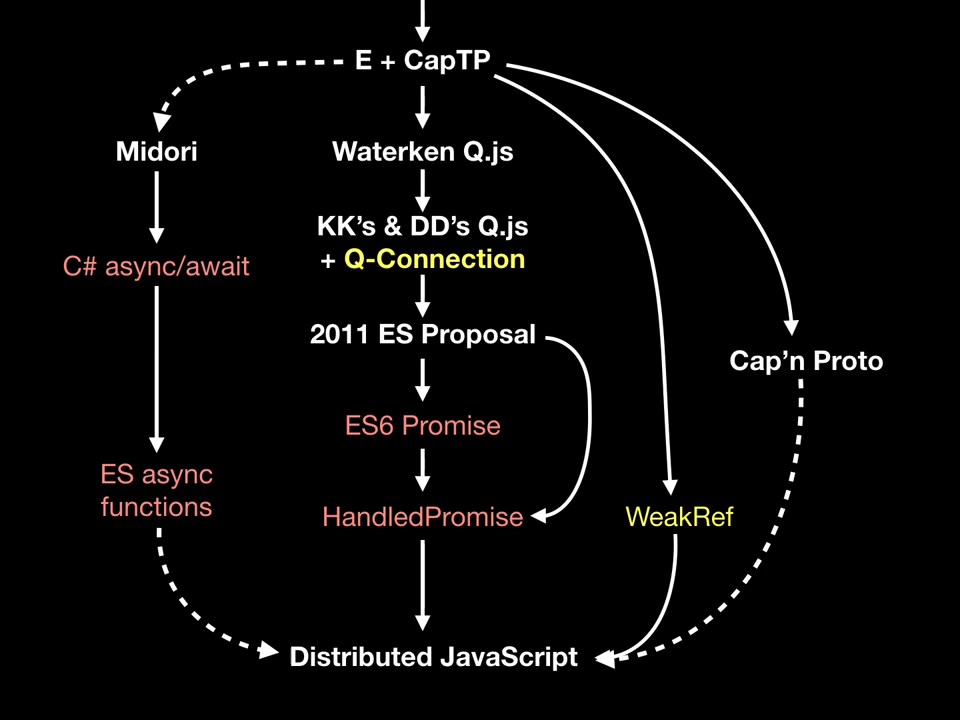 E + CapTP
Midori
Waterken Q.js
KK’s & DD’s Q.js
+ Q-Connection
C# async/await
2011 ES Proposal
Cap’n Proto
ES6 Promise
ES async
functions
HandledPromise
WeakRef
Distributed JavaScript